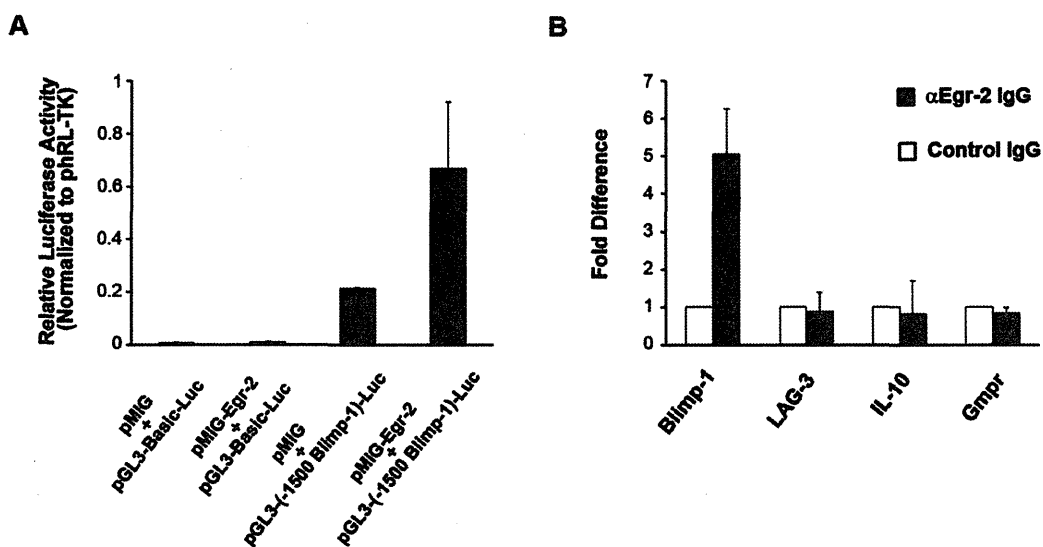 A
Relative Luciferase Activity
(Normalized to phRL-TK)
1
0.8
0.6
0.4
0.2
0
pMIG
+
pGL3-Basic-Luc
pMIG-Egr-2
+
pGL3-Basic-Luc
pMIG
+
pGL3-(-1500 Blimp-1)-Luc
pMIG-Egr-2
+
pGL3-(-1500 Blimp-1)-Luc
B
Fold Difference
7
6
5
4
3
2
1
0
αEgr-2 IgG
Control IgG
Blimp-1
LAG-3
IL-10
Gmpr